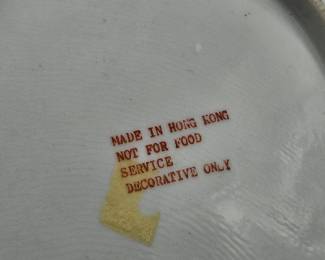 MADE IN HONG KONG
NOT FOR FOOD
SERVICE
DECORATIVE ONLY